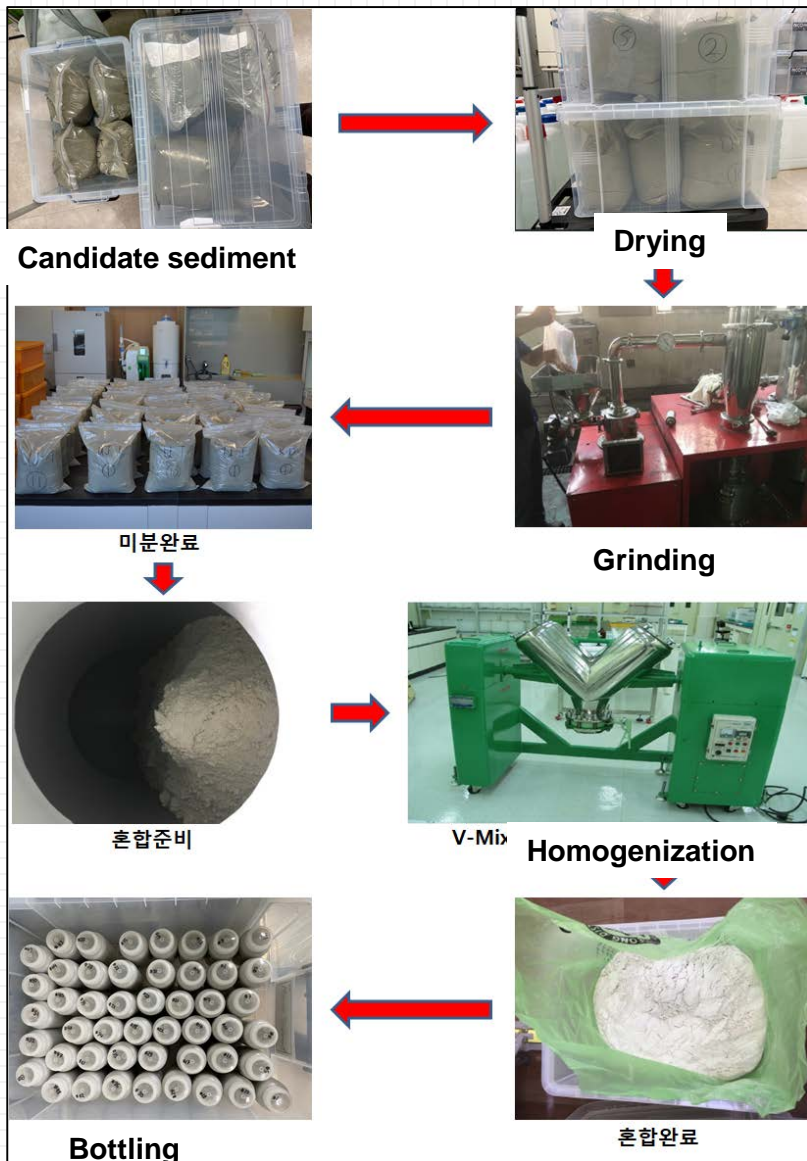 Candidate sediment
Drying
미분완료
Grinding
혼합준비
V-Mix
Homogenization
Bottling
혼합완료